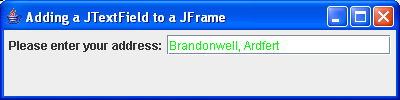 Adding a JTextField to a JFrame
Please enter your address: Brandonwell, Ardfert